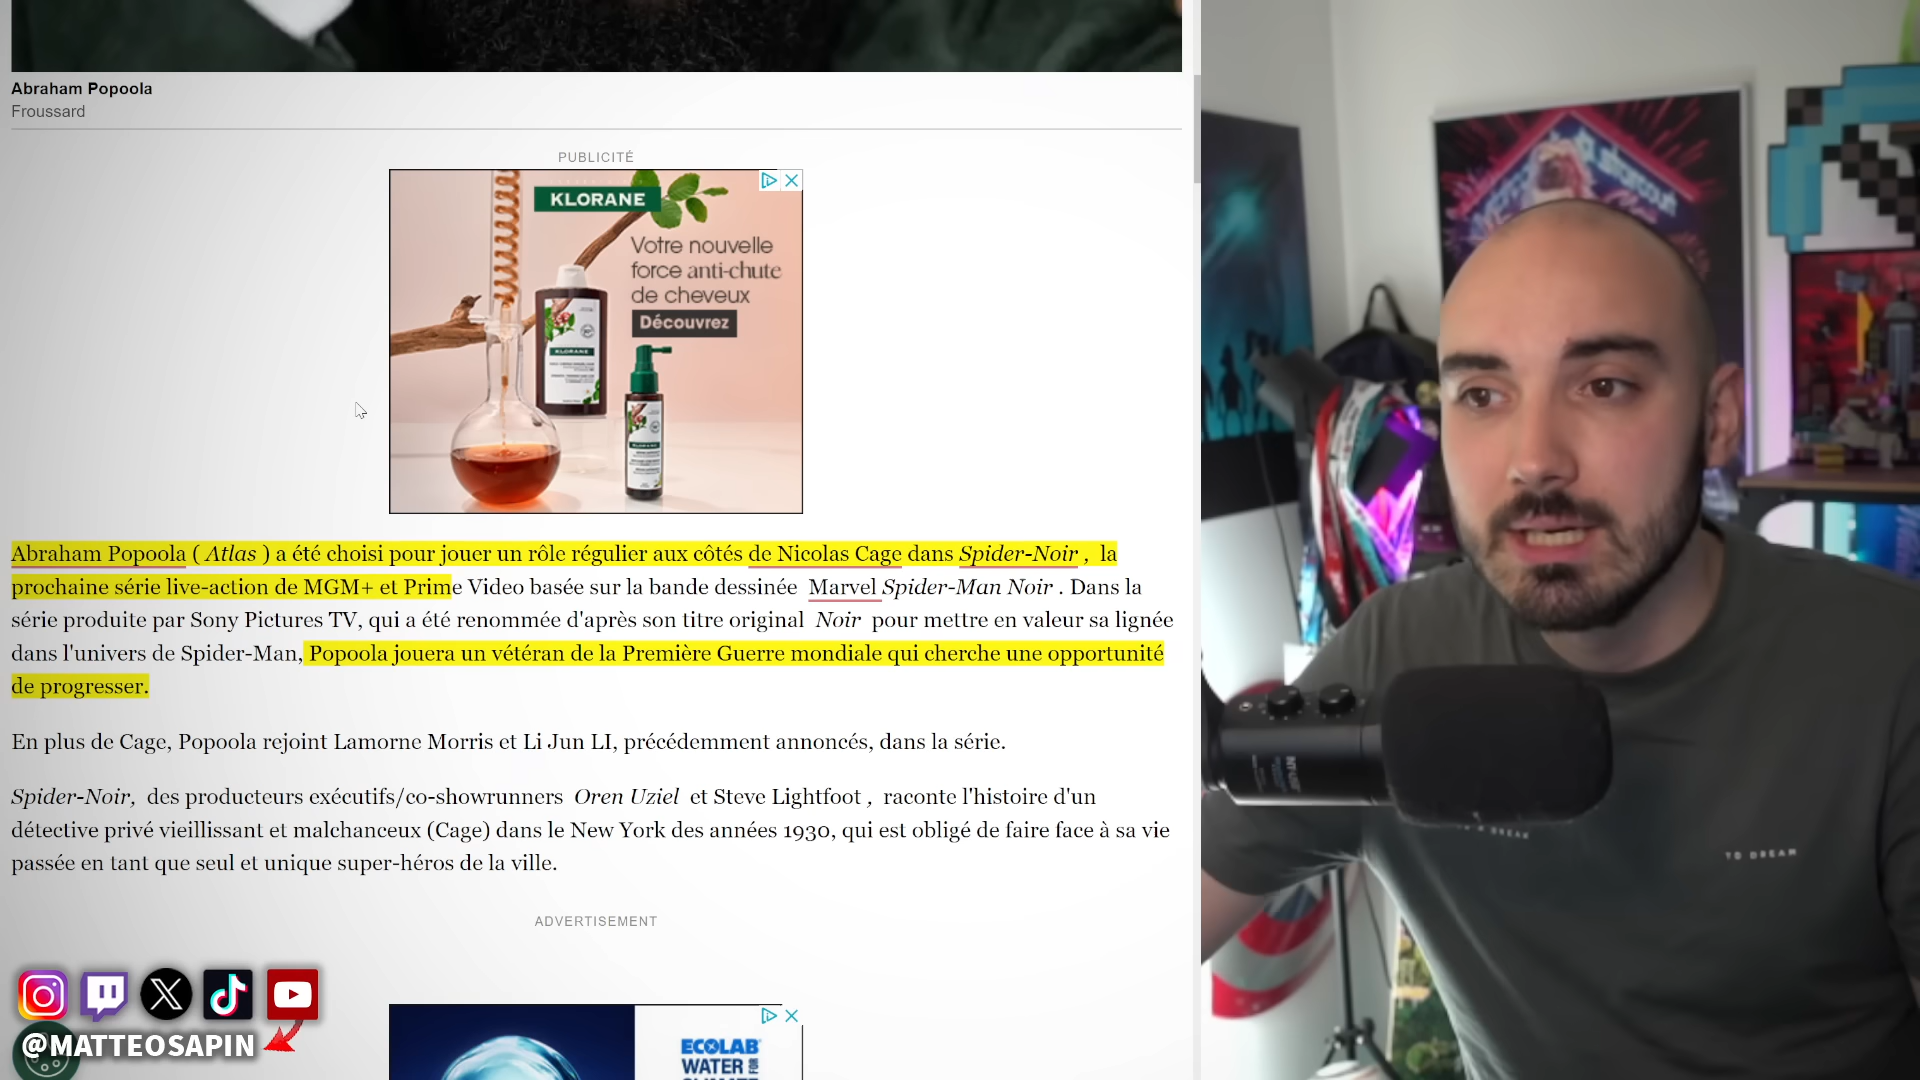 Abraham Popoola
Froussard
PUBLICITÉ
KLORANE
Votre nouvelle
force anti-chute
de cheveux
Découvrez
KLORANE
Abraham Popoola ( Atlas ) a été choisi pour jouer un rôle régulier aux côtés de Nicolas Cage dans Spider-Noir , la
prochaine série live-action de MGM+ et Prime Video basée sur la bande dessinée Marvel Spider-Man Noir . Dans la
série produite par Sony Pictures TV, qui a été renommée d'après son titre original Noir pour mettre en valeur sa lignée
dans l'univers de Spider-Man, Popoola jouera un vétéran de la Première Guerre mondiale qui cherche une opportunité
de progresser.
En plus de Cage, Popoola rejoint Lamorne Morris et Li Jun LI, précédemment annoncés, dans la série.
Spider-Noir, des producteurs exécutifs/co-showrunners Oren Uziel et Steve Lightfoot , raconte l'histoire d'un
détective privé vieillissant et malchanceux (Cage) dans le New York des années 1930, qui est obligé de faire face à sa vie
passée en tant que seul et unique super-héros de la ville.
ADVERTISEMENT
ECOLAB
WATER FOR
@MATTEOSAPIN
TO DREAM